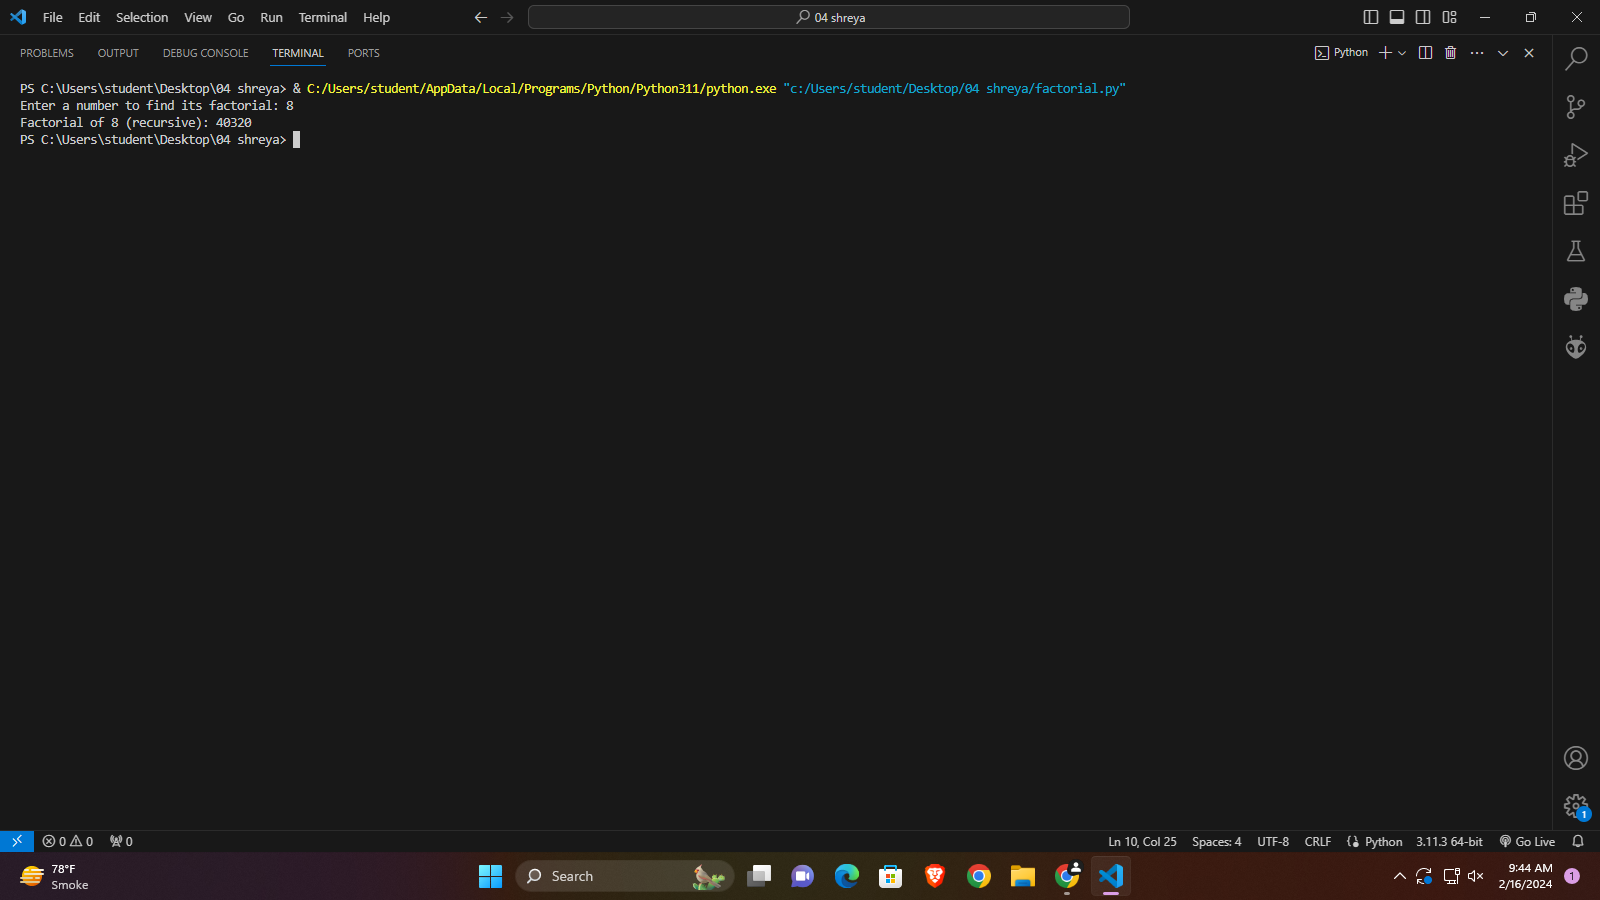 File Edit Selection View Go Run Terminal Help
04 shreya
PROBLEMS OUTPUT DEBUG CONSOLE TERMINAL PORTS
Python
PS C:\Users\student\Desktop\04 shreya> & C:/Users/student/AppData/Local/Programs/Python/Python311/python.exe "c:/Users/student/Desktop/04 shreya/factorial.py"
Enter a number to find its factorial: 8
Factorial of 8 (recursive): 40320
PS C:\Users\student\Desktop\04 shreya>
1
0 0 0 Ln 10, Col 25 Spaces: 4 UTF-8 CRLF Python 3.11.3 64-bit Go Live
78°F
Smoke
Search
9:44 AM
2/16/2024
1